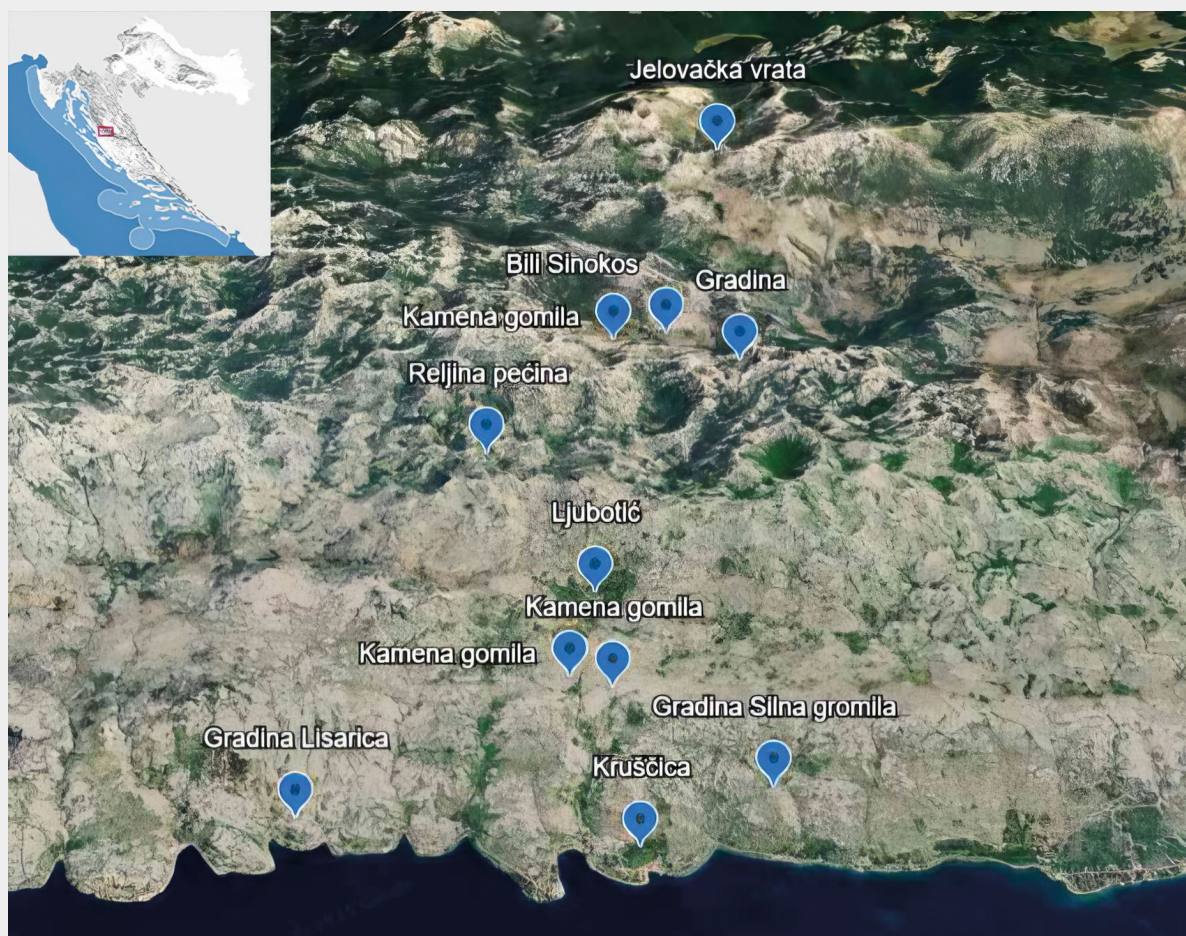 Jelovačka vrata
Bili Sinokos
Gradina
Kamena gomila
Reljina pećina
Ljubotić
Kamena gomila
Kamena gomila
Gradina Silna gromila
Gradina Lisarica
Kruščica